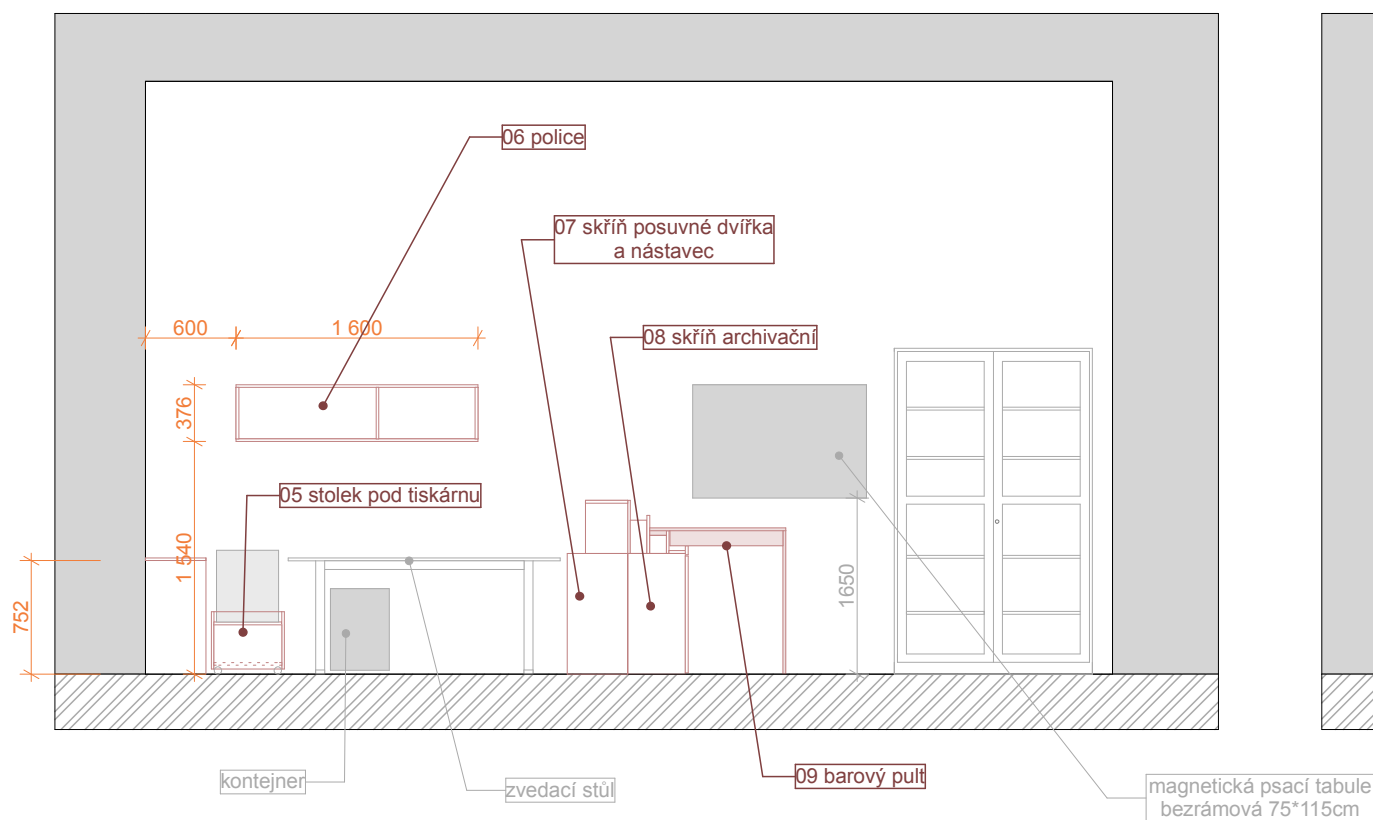 06 police
07 skříň posuvné dvířka
a nástavec
600
1 600
08 skříň archivační
376
05 stolek pod tiskárnu
1 540
752
1650
kontejner
zvedací stůl
09 barový pult
magnetická psací tabule
bezrámová 75*115cm